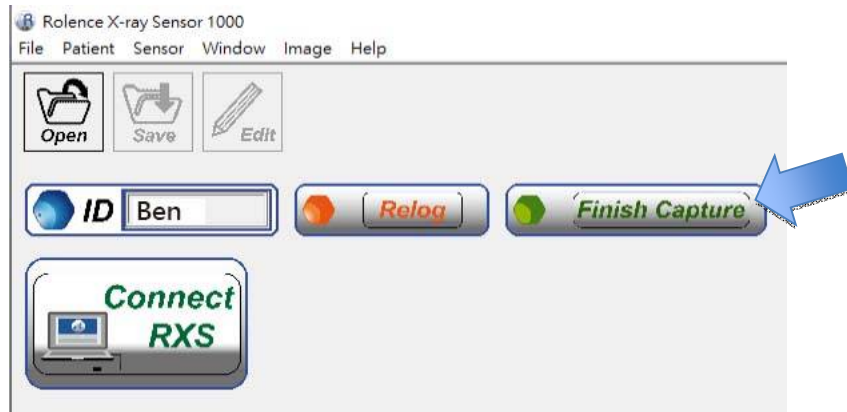 Rolence X-ray Sensor 1000
File Patient Sensor Window Image Help
Open Save Edit
ID Ben Relog Finish Capture
Connect
RXS